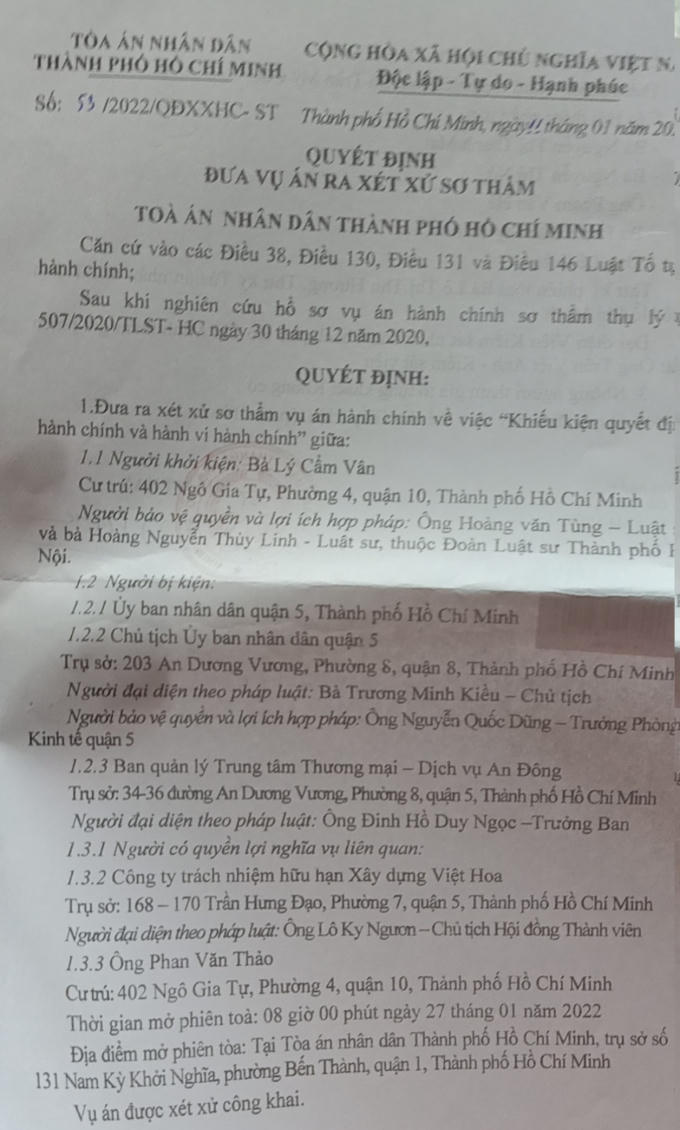 TÒA ÁN NHÂN DÂN
THÀNH PHỐ HỒ CHÍ MINH
CỘNG HÒA XÃ HỘI CHỦ NGHĨA VIỆT N
Độc lập - Tự do - Hạnh phúc
Số: 53 /2022/QĐXXHC- ST
Thành phố Hồ Chí Minh, ngày 11 tháng 01 năm 20
QUYẾT ĐỊNH
ĐƯA VỤ ÁN RA XÉT XỬ SƠ THẨM
TOÀ ÁN NHÂN DÂN THÀNH PHỐ HỒ CHÍ MINH
Căn cứ vào các Điều 38, Điều 130, Điều 131 và Điều 146 Luật Tố tụ
hành chính;
Sau khi nghiên cứu hồ sơ vụ án hành chính sơ thẩm thụ lý
507/2020/TLST- HC ngày 30 tháng 12 năm 2020,
QUYẾT ĐỊNH:
1.Đưa ra xét xử sơ thẩm vụ án hành chính về việc “Khiếu kiện quyết đị
hành chính và hành vi hành chính” giữa:
1.1 Người khởi kiện: Bà Lý Cẩm Vân
Cư trú: 402 Ngô Gia Tự, Phường 4, quận 10, Thành phố Hồ Chí Minh
Người bảo vệ quyền và lợi ích hợp pháp: Ông Hoàng văn Tùng – Luật
và bà Hoàng Nguyễn Thùy Linh - Luật sư, thuộc Đoàn Luật sư Thành phố H
Nội.
1.2 Người bị kiện:
1.2.1 Ủy ban nhân dân quận 5, Thành phố Hồ Chí Minh
1.2.2 Chủ tịch Ủy ban nhân dân quận 5
Trụ sở: 203 An Dương Vương, Phường 8, quận 8, Thành phố Hồ Chí Minh
Người đại diện theo pháp luật: Bà Trương Minh Kiều – Chủ tịch
Người bảo vệ quyền và lợi ích hợp pháp: Ông Nguyễn Quốc Dũng – Trưởng Phòng
Kinh tế quận 5
1.2.3 Ban quản lý Trung tâm Thương mại – Dịch vụ An Đông
Trụ sở: 34-36 đường An Dương Vương, Phường 8, quận 5, Thành phố Hồ Chí Minh
Người đại diện theo pháp luật: Ông Đinh Hồ Duy Ngọc –Trưởng Ban
1.3.1 Người có quyền lợi nghĩa vụ liên quan:
1.3.2 Công ty trách nhiệm hữu hạn Xây dựng Việt Hoa
Trụ sở: 168 – 170 Trần Hưng Đạo, Phường 7, quận 5, Thành phố Hồ Chí Minh
Người đại diện theo pháp luật: Ông Lô Ky Ngươn – Chủ tịch Hội đồng Thành viên
1.3.3 Ông Phan Văn Thảo
Cư trú: 402 Ngô Gia Tự, Phường 4, quận 10, Thành phố Hồ Chí Minh
Thời gian mở phiên toà: 08 giờ 00 phút ngày 27 tháng 01 năm 2022
Địa điểm mở phiên tòa: Tại Tòa án nhân dân Thành phố Hồ Chí Minh, trụ sở số
131 Nam Kỳ Khởi Nghĩa, phường Bến Thành, quận 1, Thành phố Hồ Chí Minh
Vụ án được xét xử công khai.